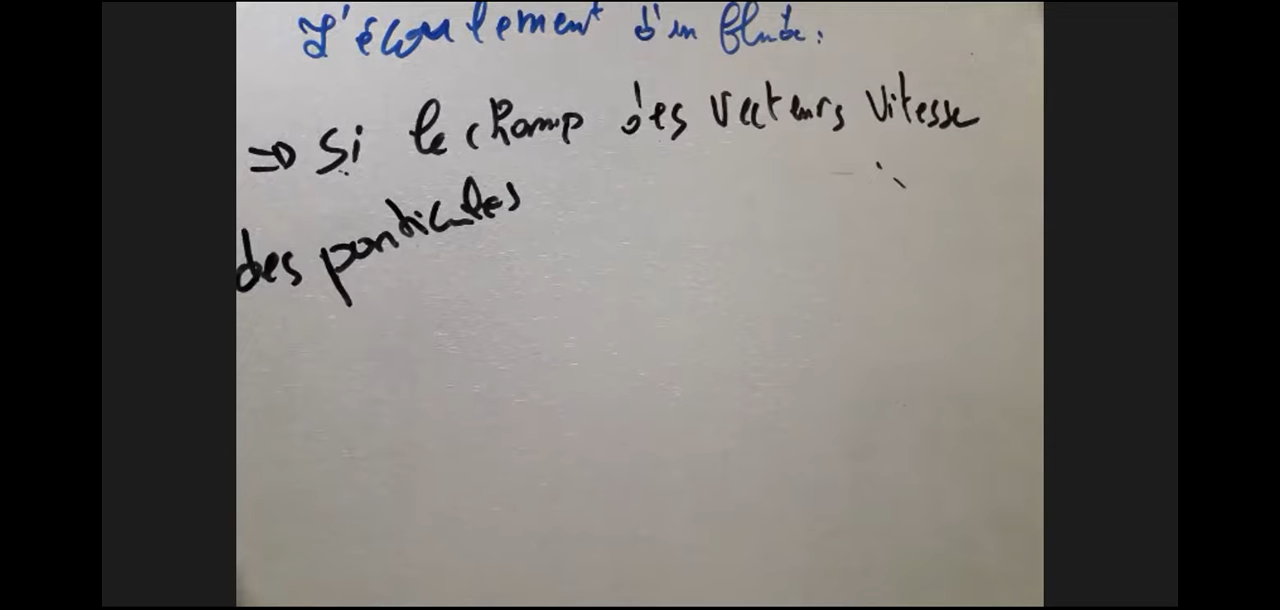 L'écoulement d'un fluide.
=> Si le champ des vecteurs vitesse
des particules